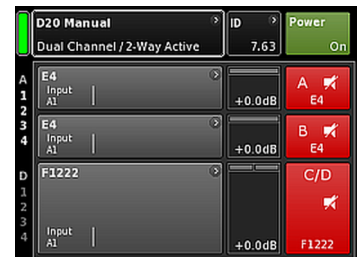 D20 Manual
Dual Channel / 2-Way Active
ID
7.63
Power
On
A
1
2
3
4
E4
Input
A1
+0.0dB
A
E4
E4
Input
A1
+0.0dB
B
E4
D
1
2
3
4
F1222
Input
A1
+0.0dB
C/D
F1222